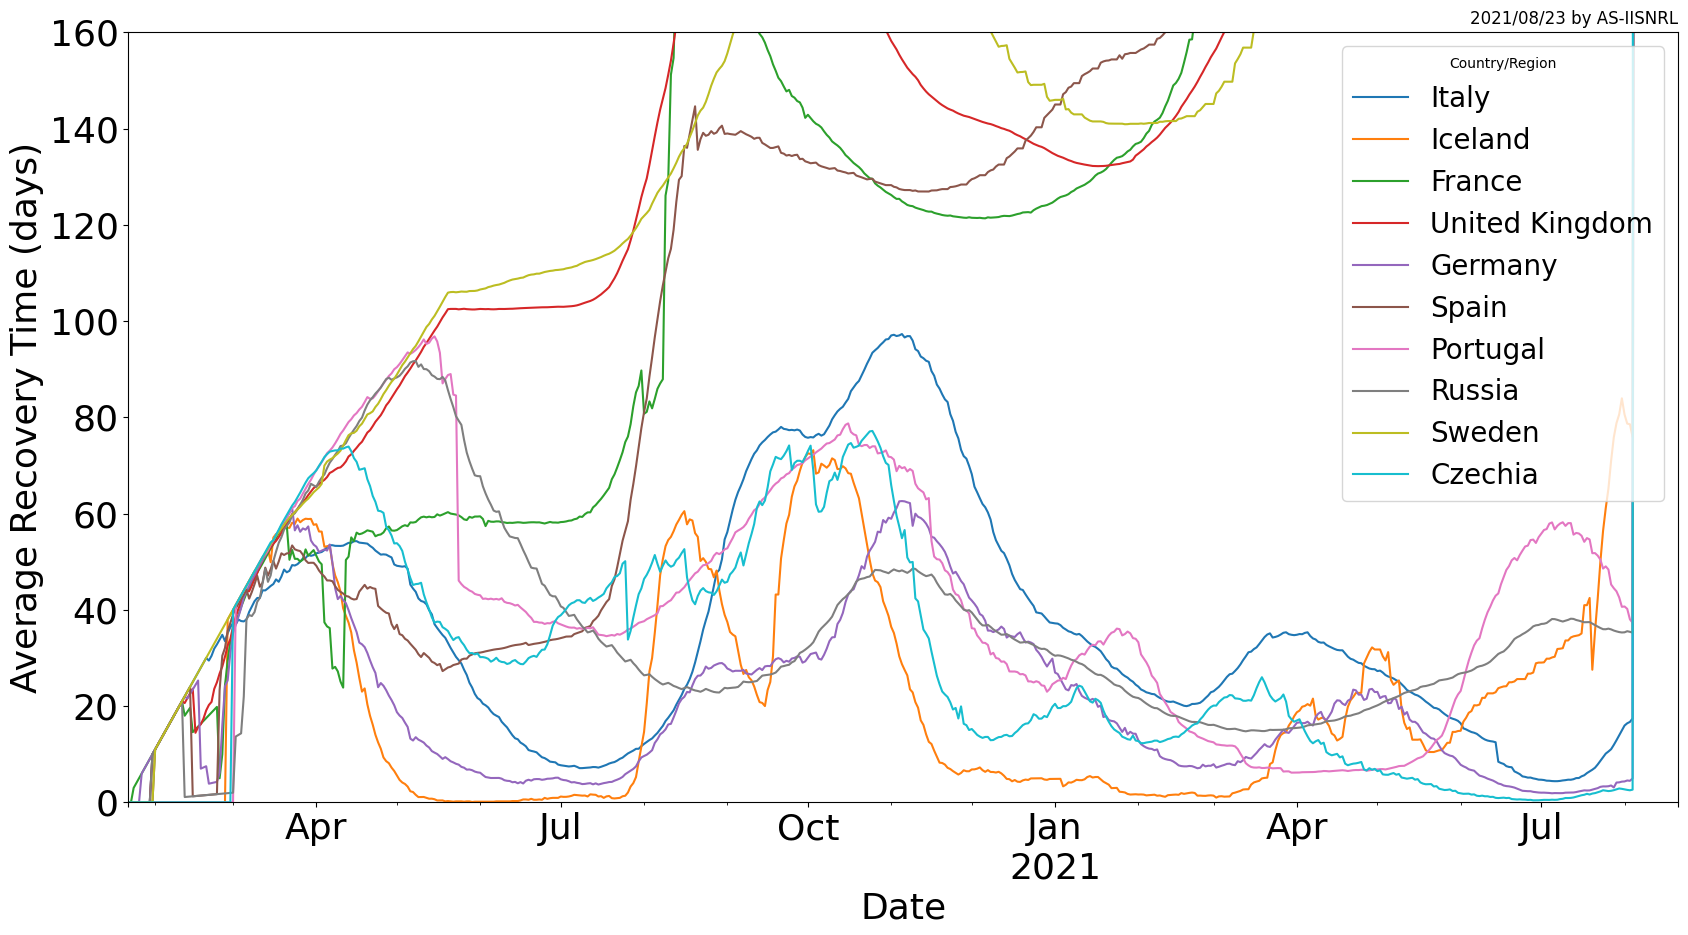 2021/08/23 by AS-IISNRL
Average Recovery Time (days)
160
140
120
100
80
60
40
20
0
Country/Region
Italy
Iceland
France
United Kingdom
Germany
Spain
Portugal
Russia
Sweden
Czechia
Apr
Jul
Oct
Jan
2021
Apr
Jul
Date